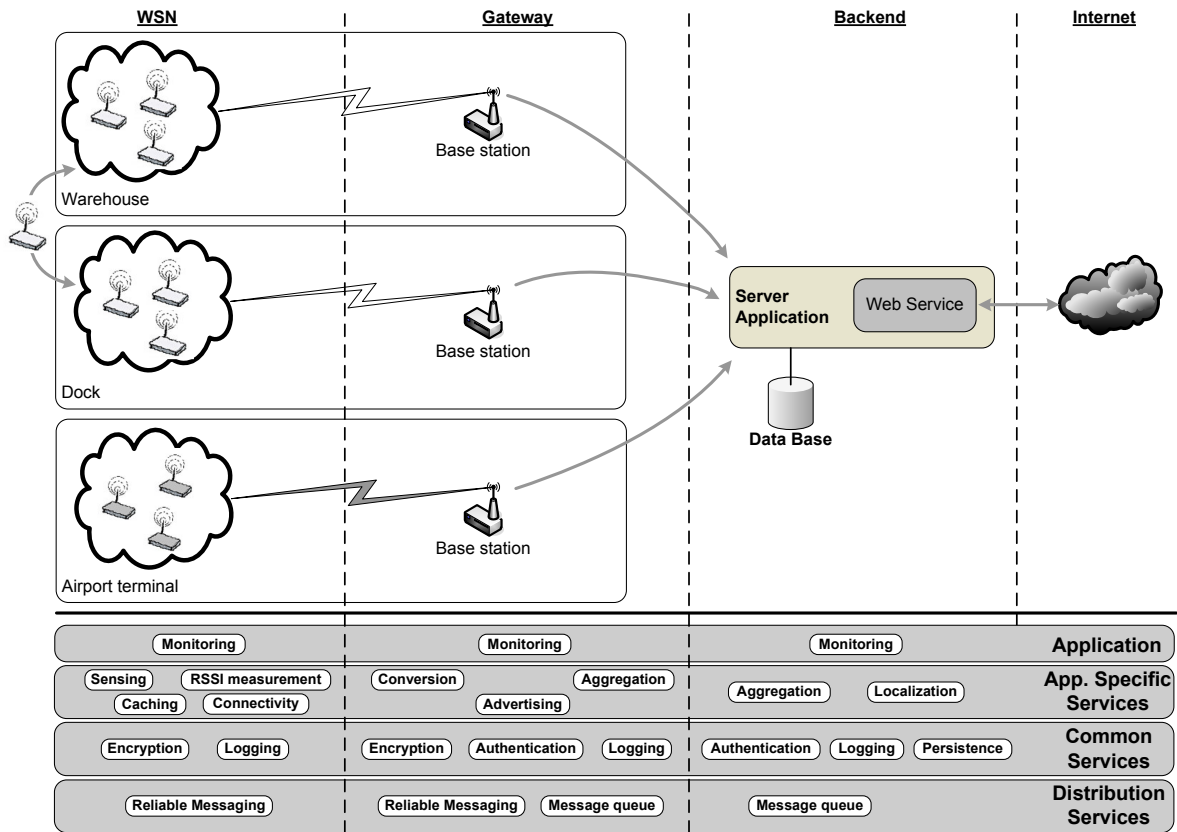 WSN
Gateway
Backend
Internet
Base station
Warehouse
Base station
Dock
Server
Application
Web Service
Data Base
Base station
Airport terminal
Monitoring
Monitoring
Monitoring
Application
Sensing
RSSI measurement
Caching
Connectivity
Conversion
Aggregation
Advertising
Aggregation
Localization
App. Specific
Services
Encryption
Logging
Encryption
Authentication
Logging
Authentication
Logging
Persistence
Common
Services
Reliable Messaging
Reliable Messaging
Message queue
Message queue
Distribution
Services